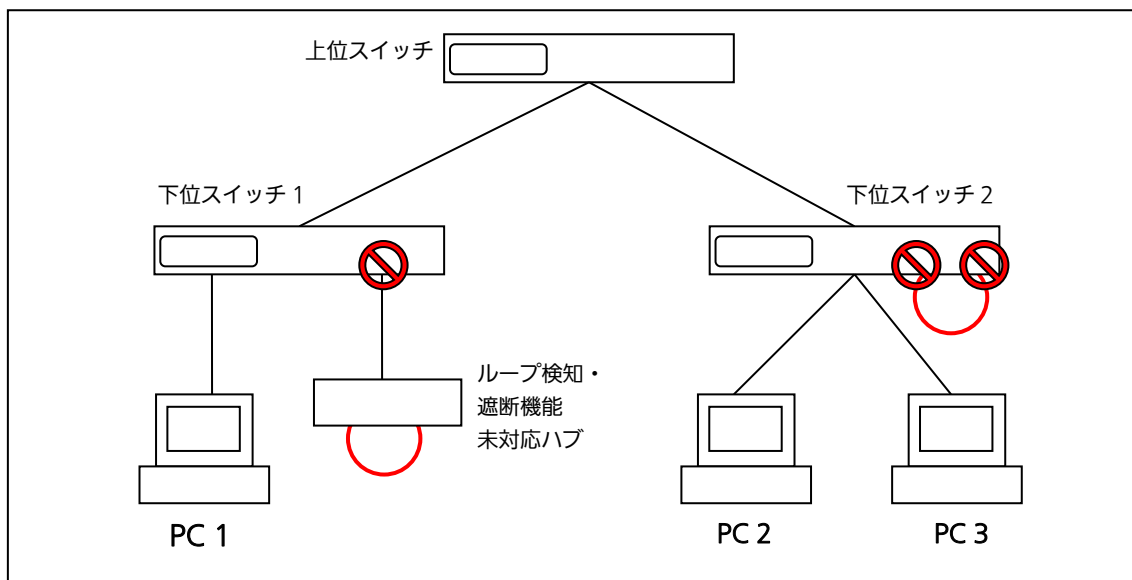 上位スイッチ
下位スイッチ 1
下位スイッチ 2
ループ検知・
遮断機能
未対応ハブ
PC 1
PC 2
PC 3